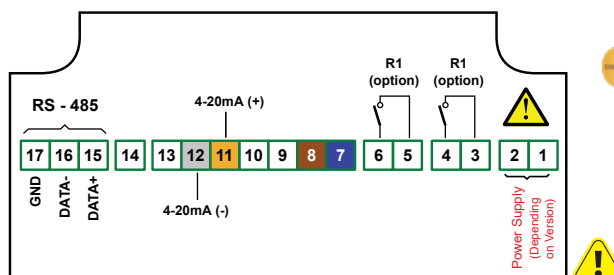 R1
(option)
R1
(option)
RS - 485
4-20mA (+)
17 16 15 14 13 12 11 10 9 8 7 6 5 4 3 2 1
GND
DATA-
DATA+
4-20mA (-)
Power Supply
(Depending
on Version)